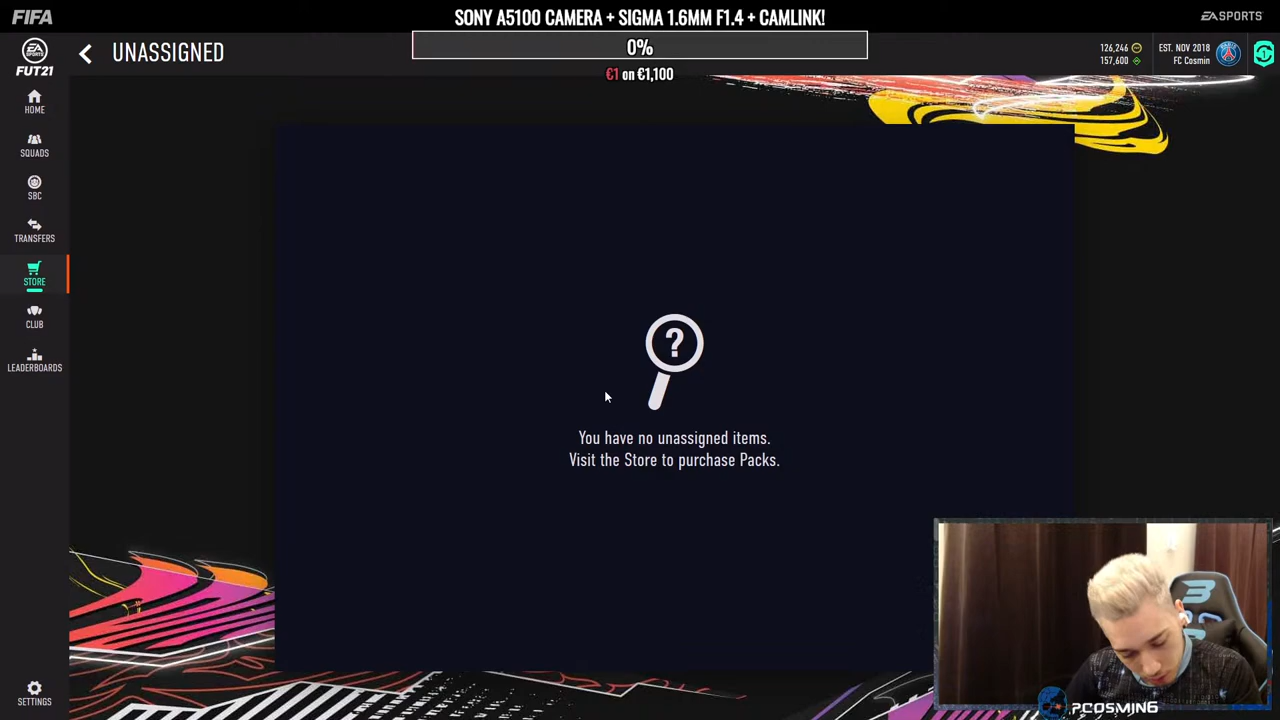 FIFA
SONY A5100 CAMERA + SIGMA 1.6MM F1.4 + CAMLINK!
EA SPORTS
EA SPORTS
FUT21
UNASSIGNED
0%
€1 on €1,100
126,246
157,600
EST. NOV 2018
FC Cosmin
HOME
SQUADS
SBC
TRANSFERS
STORE
CLUB
LEADERBOARDS
SETTINGS
?
You have no unassigned items.
Visit the Store to purchase Packs.
PCOSMIN6